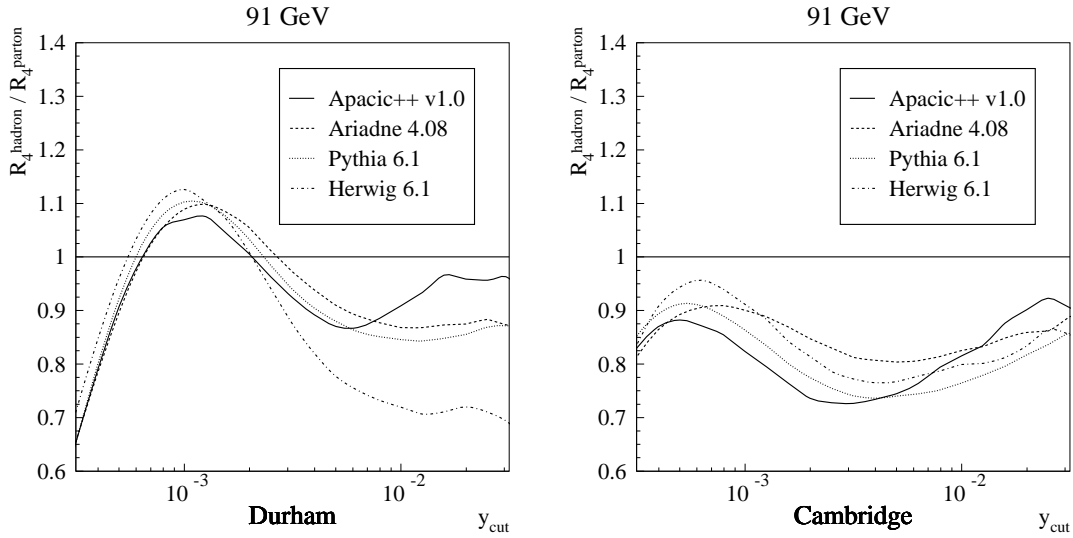 91 GeV
R4hadron / R4parton
1.4
1.3
1.2
1.1
1
0.9
0.8
0.7
0.6
Apacic++ v1.0
Ariadne 4.08
Pythia 6.1
Herwig 6.1
10-3
10-2
Durham
ycut
91 GeV
R4hadron / R4parton
1.4
1.3
1.2
1.1
1
0.9
0.8
0.7
0.6
Apacic++ v1.0
Ariadne 4.08
Pythia 6.1
Herwig 6.1
10-3
10-2
Cambridge
ycut